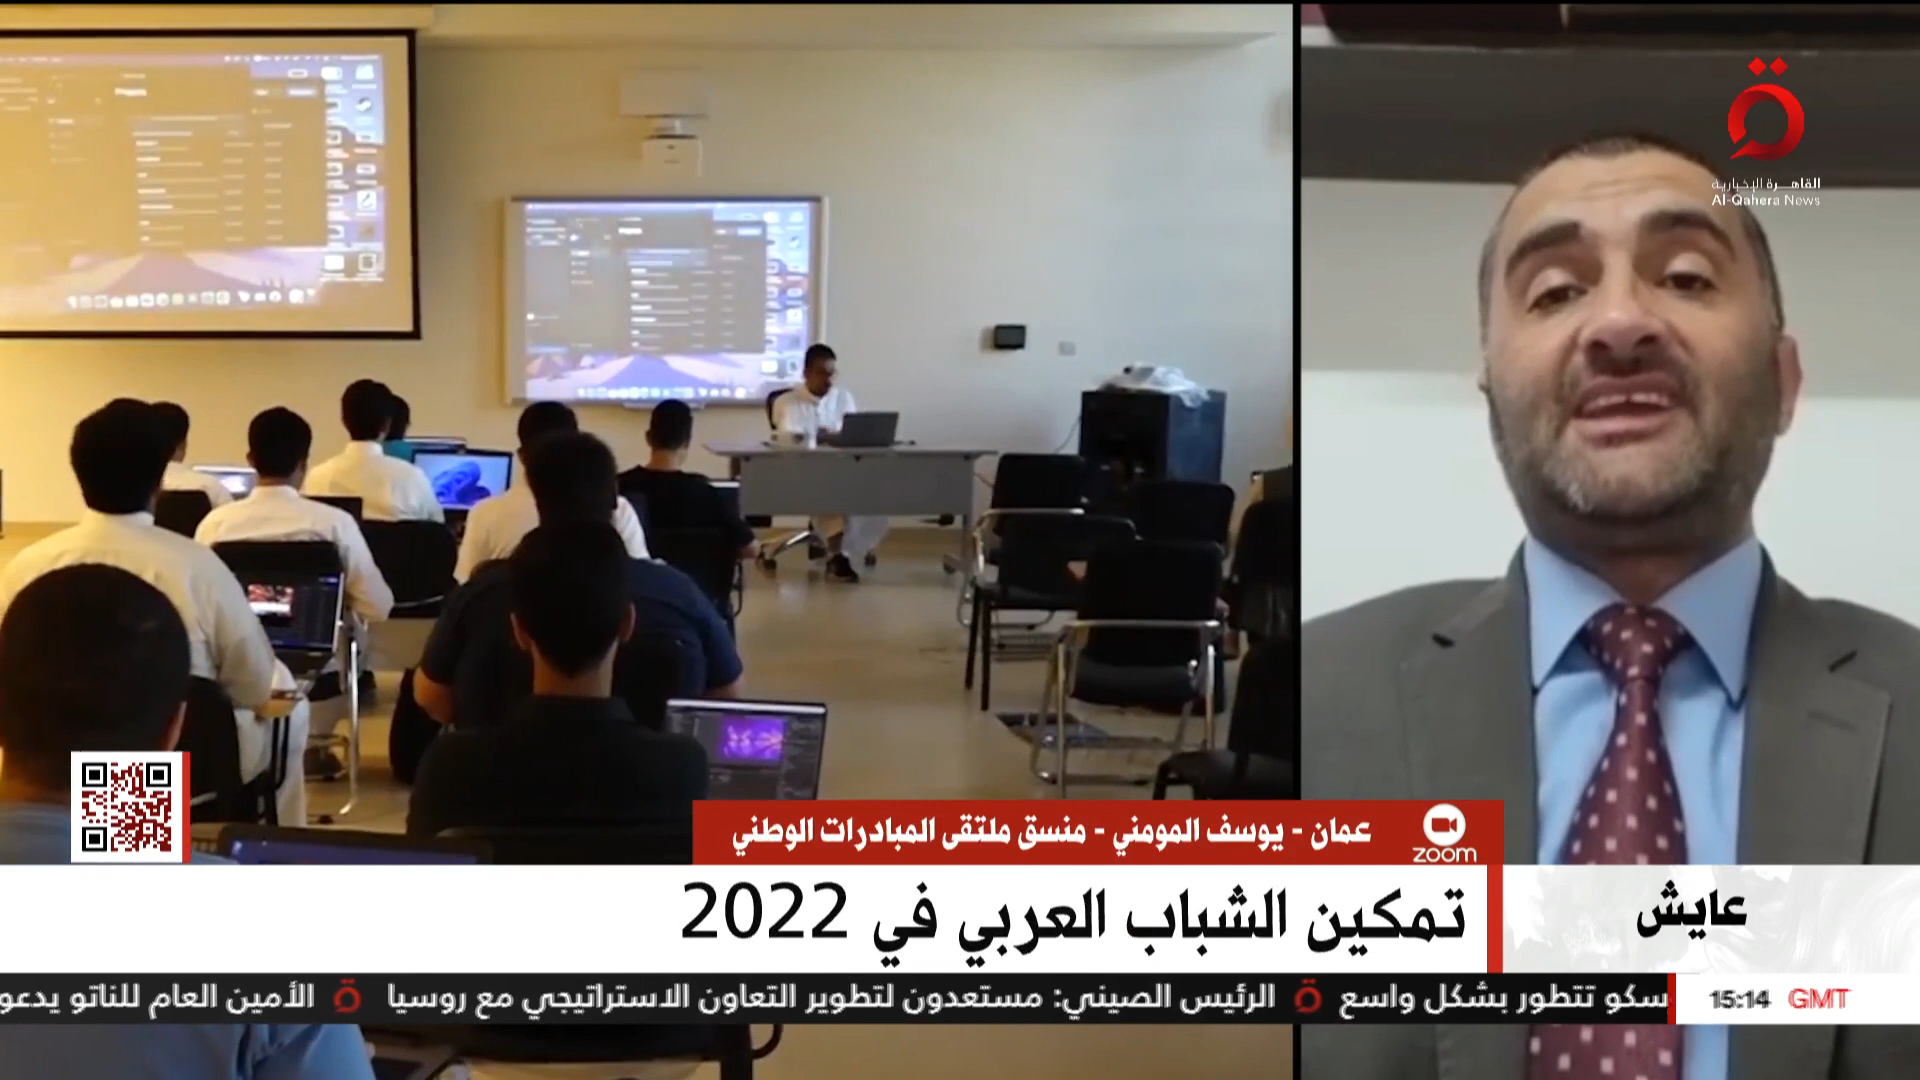 القاهرة الإخبارية
Al-Qahera News
عمان - يوسف المومني - منسق ملتقى المبادرات الوطني
zoom
تمكين الشباب العربي في 2022
عايش
سكو تتطور بشكل واسع الرئيس الصيني: مستعدون لتطوير التعاون الاستراتيجي مع روسيا الأمين العام للناتو يدعو
15:14 GMT